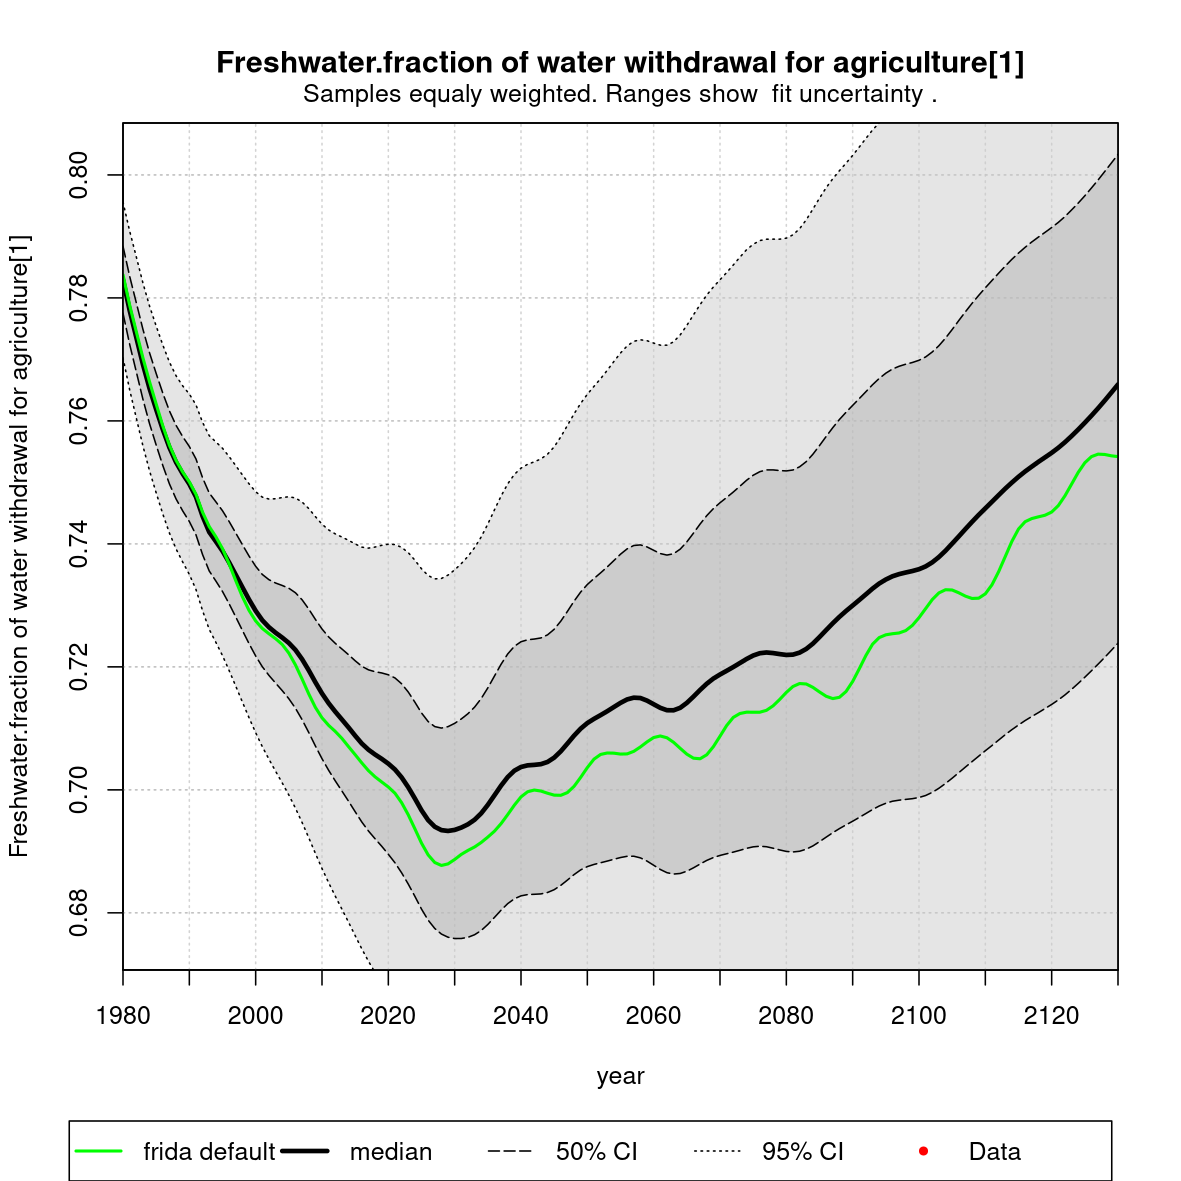 Freshwater.fraction of water withdrawal for agriculture[1]
Samples equaly weighted. Ranges show  fit uncertainty .
Freshwater.fraction of water withdrawal for agriculture[1]
0.80
0.78
0.76
0.74
0.72
0.70
0.68
1980 2000 2020 2040 2060 2080 2100 2120
year
frida default median 50% CI 95% CI Data